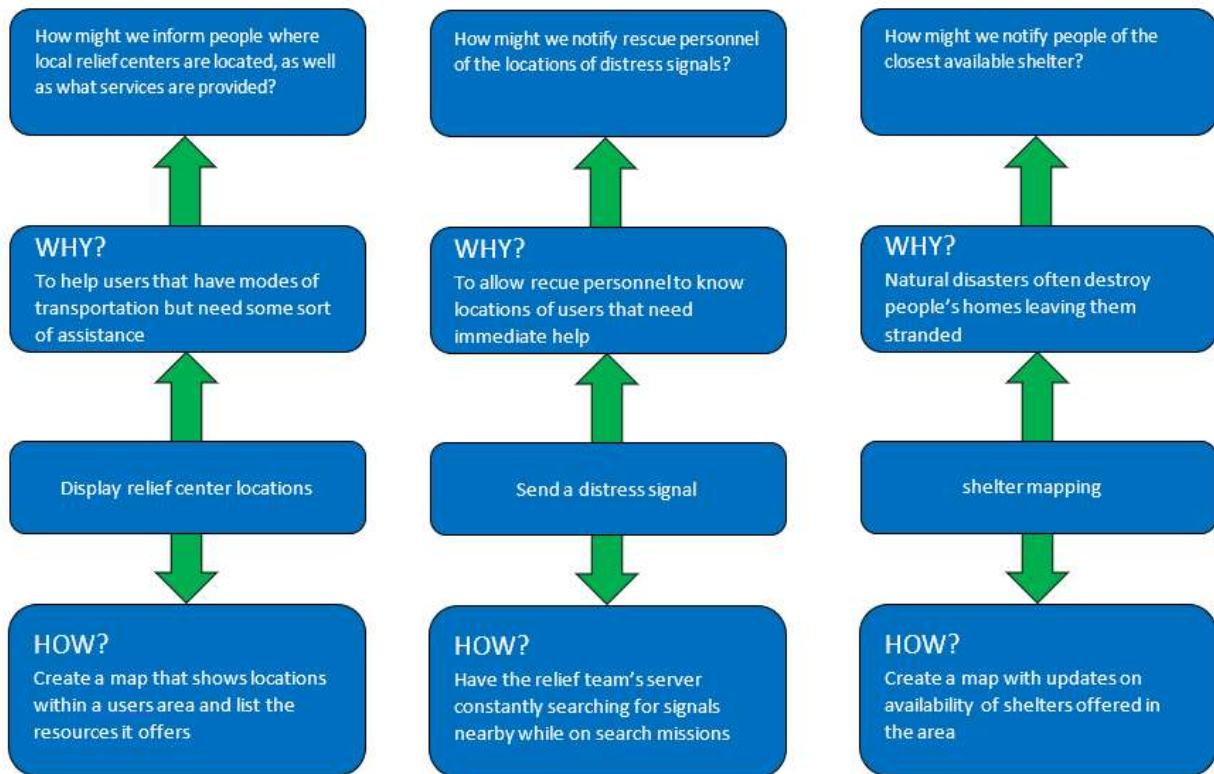 How might we inform people where
local relief centers are located, as well
as what services are provided?
How might we notify rescue personnel
of the locations of distress signals?
How might we notify people of the
closest available shelter?
WHY?
To help users that have modes of
transportation but need some sort
of assistance
WHY?
To allow recue personnel to know
locations of users that need
immediate help
WHY?
Natural disasters often destroy
people's homes leaving them
stranded
Display relief center locations
Send a distress signal
shelter mapping
HOW?
Create a map that shows locations
within a users area and list the
resources it offers
HOW?
Have the relief team's server
constantly searching for signals
nearby while on search missions
HOW?
Create a map with updates on
availability of shelters offered in
the area